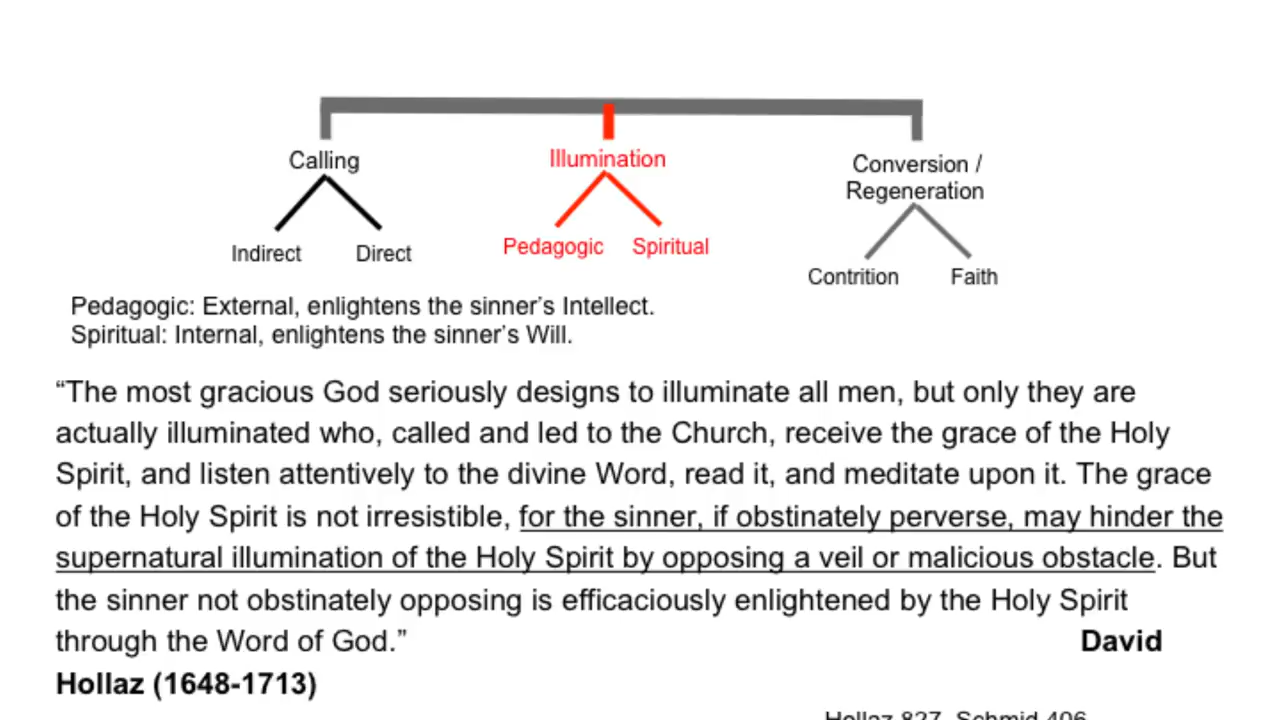 Calling
Illumination
Conversion /
Regeneration
Indirect
Direct
Pedagogic
Spiritual
Contrition
Faith
Pedagogic: External, enlightens the sinner's Intellect.
Spiritual: Internal, enlightens the sinner's Will.
“The most gracious God seriously designs to illuminate all men, but only they are
actually illuminated who, called and led to the Church, receive the grace of the Holy
Spirit, and listen attentively to the divine Word, read it, and meditate upon it. The grace
of the Holy Spirit is not irresistible, for the sinner, if obstinately perverse, may hinder the
supernatural illumination of the Holy Spirit by opposing a veil or malicious obstacle. But
the sinner not obstinately opposing is efficaciously enlightened by the Holy Spirit
through the Word of God.” David
Hollaz (1648-1713)
Hollaz 827, Schmid 406